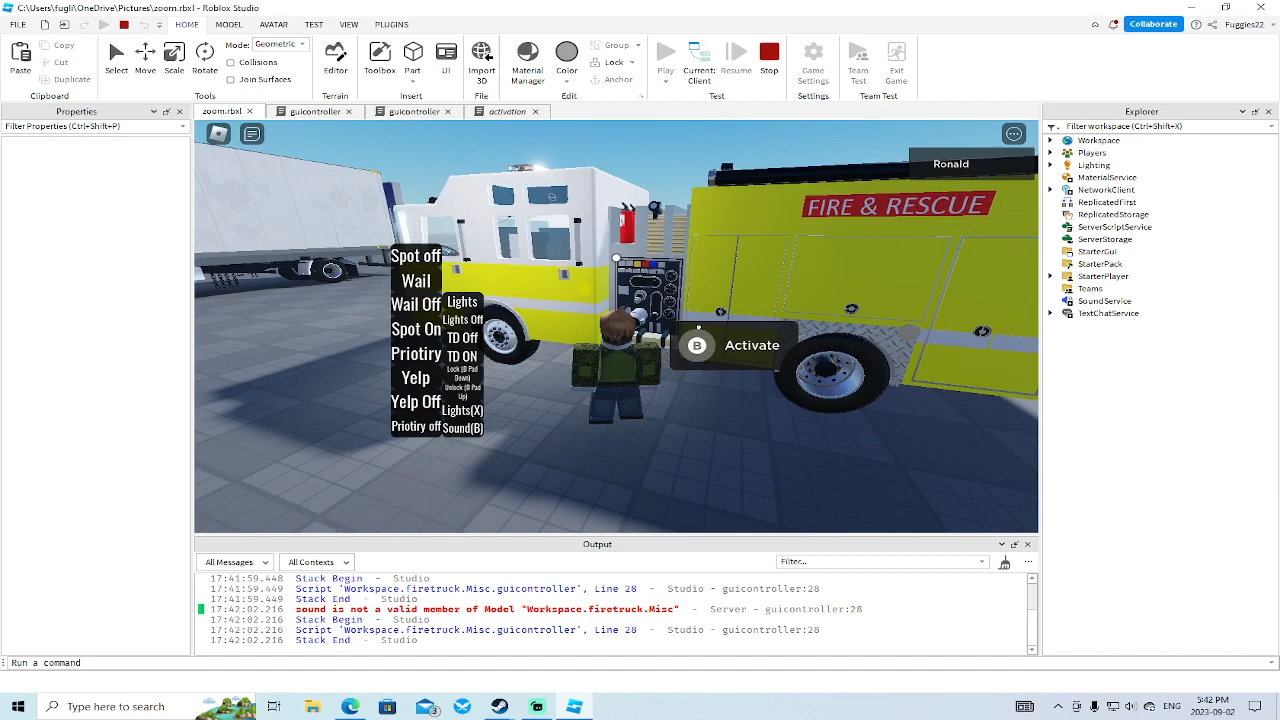 C:\Users\fugli\OneDrive\Pictures\zoom.rbxl - Roblox Studio
FILE HOME MODEL AVATAR TEST VIEW PLUGINS Collaborate Fuggies22
Paste Copy Cut Duplicate Clipboard
Select Move Scale Rotate Mode: Geometric Collisions Join Surfaces Tools
Editor Terrain
Toolbox Part UI Insert
Import 3D File
Material Manager Color Group Lock Anchor Edit
Play Current: Client Resume Stop Test
Game Settings Settings
Team Test Exit Game Team Test
Properties
Filter Properties (Ctrl+Shift+P)
zoom.rbxl guicontroller guicontroller activation
Ronald
FIRE & RESCUE
Spot off
Wail
Wail Off
Spot On
Priotiry
Yelp
Yelp Off
Priotiry off
Lights
Lights Off
TD Off
TD ON
Lock (D Pad Down)
Unlock (D Pad Up)
Lights(X)
Sound(B)
B Activate
Explorer
Filter workspace (Ctrl+Shift+X)
Workspace
Players
Lighting
MaterialService
NetworkClient
ReplicatedFirst
ReplicatedStorage
ServerScriptService
ServerStorage
StarterGui
StarterPack
StarterPlayer
Teams
SoundService
TextChatService
Output
All Messages All Contexts Filter...
17:41:59.448 Stack Begin - Studio
17:41:59.449 Script 'Workspace.firetruck.Misc.guicontroller', Line 28 - Studio - guicontroller:28
17:41:59.449 Stack End - Studio
17:42:02.216 sound is not a valid member of Model "Workspace.firetruck.Misc" - Server - guicontroller:28
17:42:02.216 Stack Begin - Studio
17:42:02.216 Script 'Workspace.firetruck.Misc.guicontroller', Line 28 - Studio - guicontroller:28
17:42:02.216 Stack End - Studio
Run a command
Type here to search
3
ENG
5:42 PM
2023-09-02